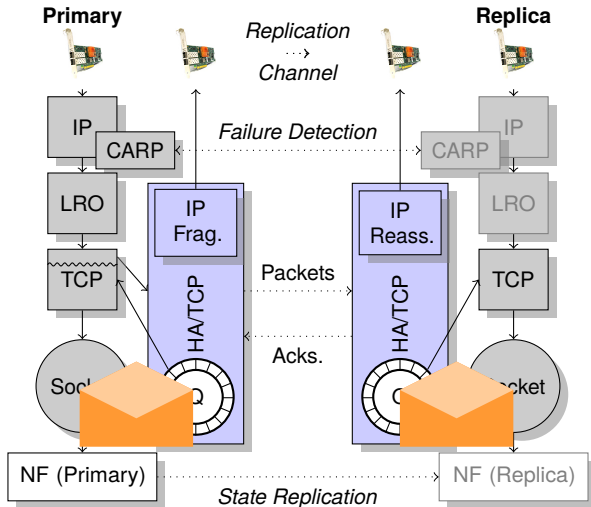 Primary
Replication
Channel
Replica
IP
CARP
Failure Detection
CARP
IP
LRO
IP
Frag.
IP
Reass.
LRO
TCP
HA/TCP
Packets
HA/TCP
TCP
Acks.
NF (Primary)
State Replication
NF (Replica)